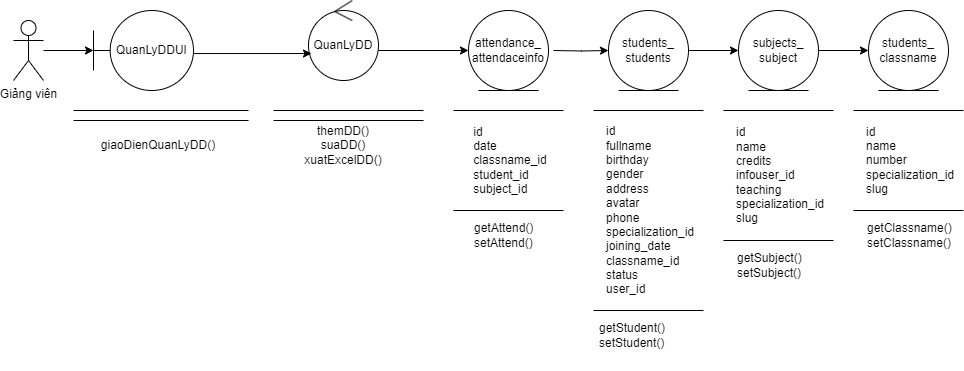 Giảng viên
QuanLyDDUI
giaoDienQuanLyDD()
QuanLyDD
themDD()
suaDD()
xuatExcelDD()
attendance_
attendaceinfo
id
date
classname_id
student_id
subject_id
getAttend()
setAttend()
students_
students
id
fullname
birthday
gender
address
avatar
phone
specialization_id
joining_date
classname_id
status
user_id
getStudent()
setStudent()
subjects_
subject
id
name
credits
infouser_id
teaching
specialization_id
slug
getSubject()
setSubject()
students_
classname
id
name
number
specialization_id
slug
getClassname()
setClassname()